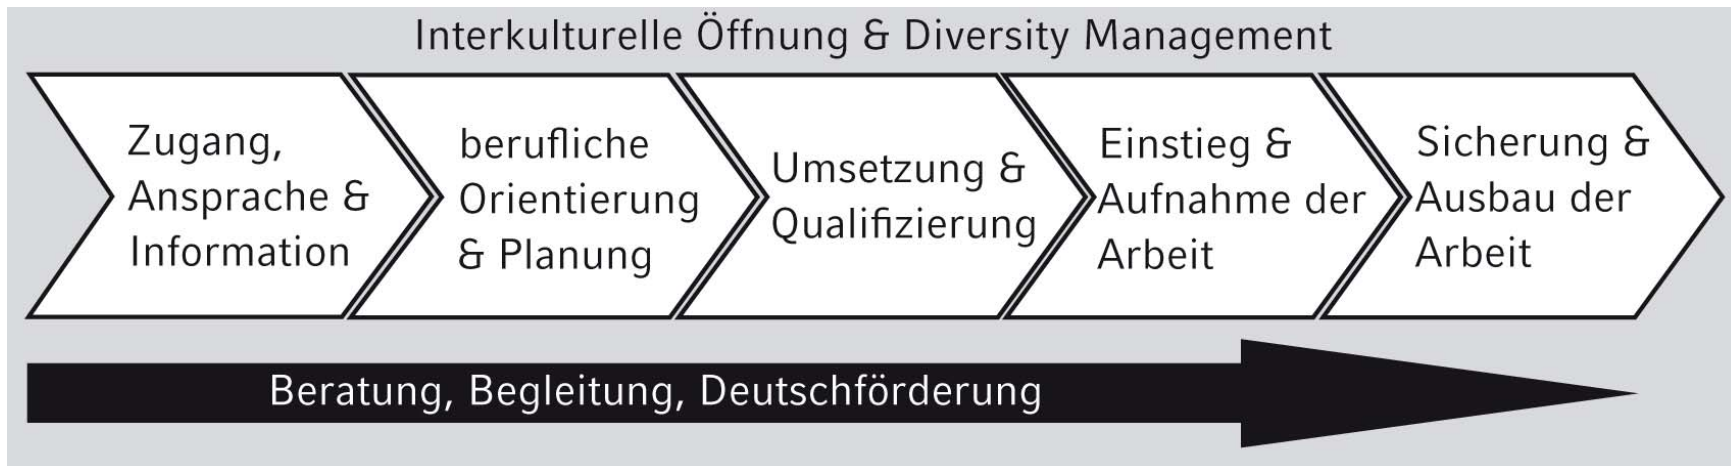 Interkulturelle Öffnung & Diversity Management
Zugang,
Ansprache &
Information
berufliche
Orientierung
& Planung
Umsetzung &
Qualifizierung
Einstieg &
Aufnahme der
Arbeit
Sicherung &
Ausbau der
Arbeit
Beratung, Begleitung, Deutschförderung